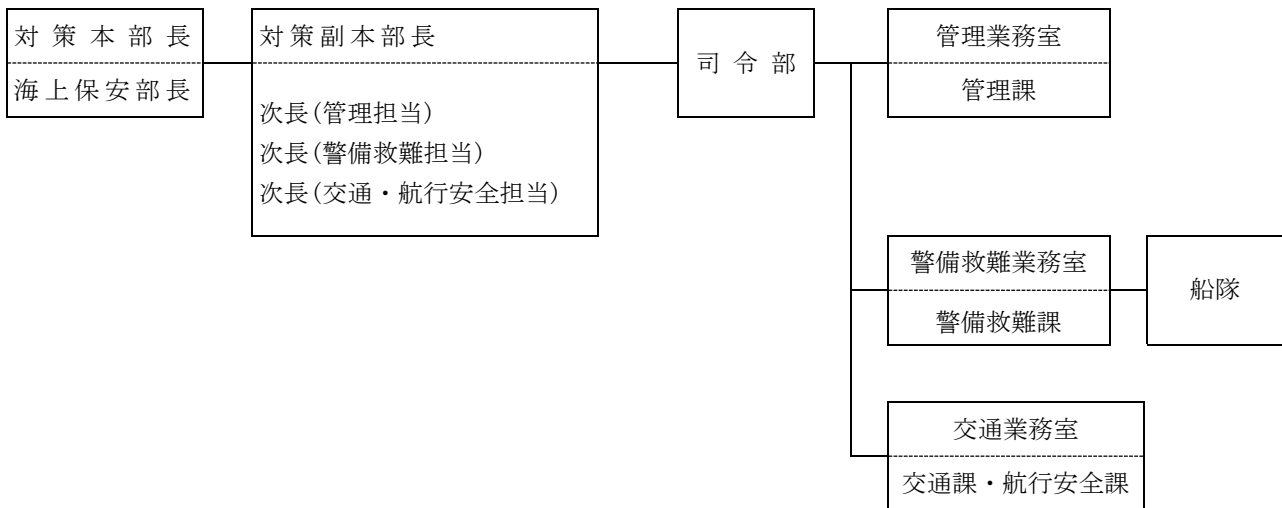 対策本部長
海上保安部長
対策副本部長
次長(管理担当)
次長(警備救難担当)
次長(交通・航行安全担当)
司令部
管理業務室
管理課
警備救難業務室
警備救難課
船隊
交通業務室
交通課・航行安全課